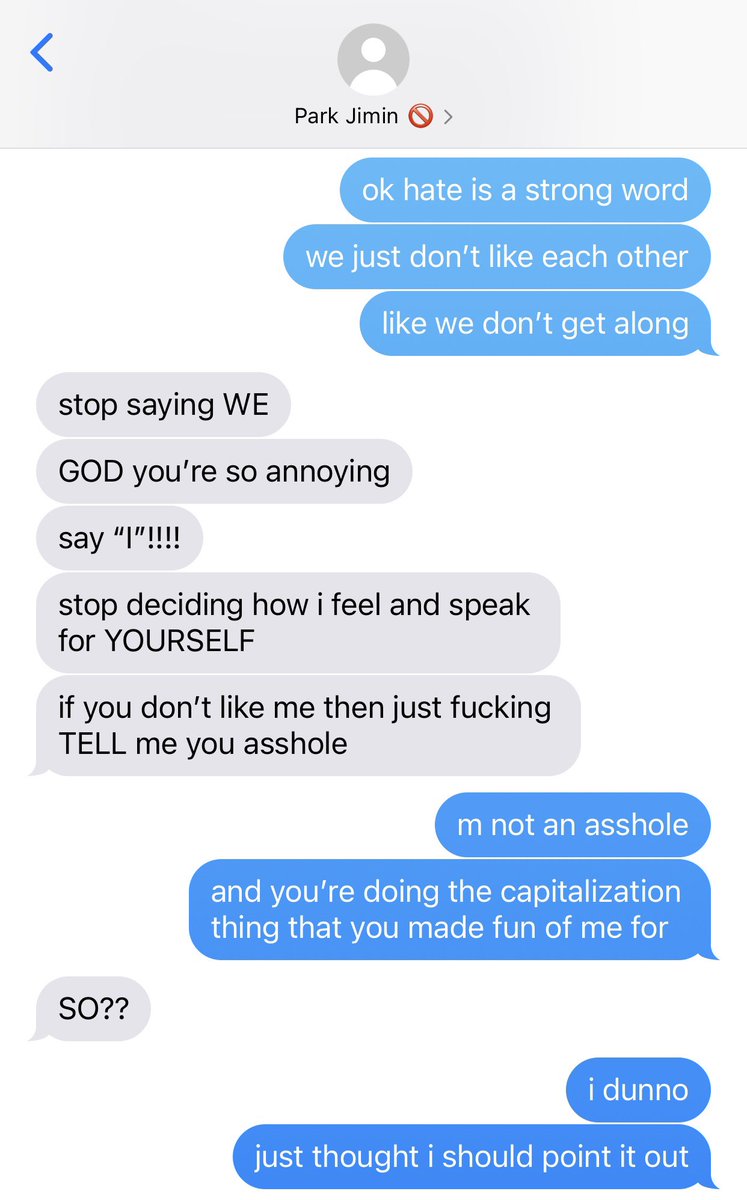 Park Jimin 🚫 >
ok hate is a strong word
we just don’t like each other
like we don’t get along
stop saying WE
GOD you’re so annoying
say “I”!!!!
stop deciding how i feel and speak
for YOURSELF
if you don’t like me then just fucking
TELL me you asshole
m not an asshole
and you’re doing the capitalization
thing that you made fun of me for
SO??
i dunno
just thought i should point it out